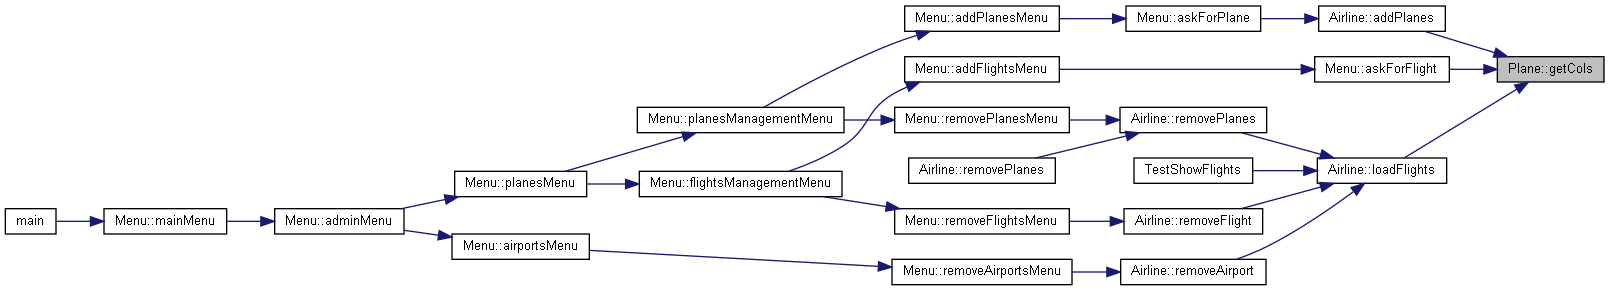 Menu::addPlanesMenu
Menu::askForPlane
Airline::addPlanes
Menu::addFlightsMenu
Menu::askForFlight
Plane::getCols
Menu::planesManagementMenu
Menu::removePlanesMenu
Airline::removePlanes
Airline::removePlanes
TestShowFlights
Airline::loadFlights
Menu::planesMenu
Menu::flightsManagementMenu
main
Menu::mainMenu
Menu::adminMenu
Menu::removeFlightsMenu
Airline::removeFlight
Menu::airportsMenu
Menu::removeAirportsMenu
Airline::removeAirport